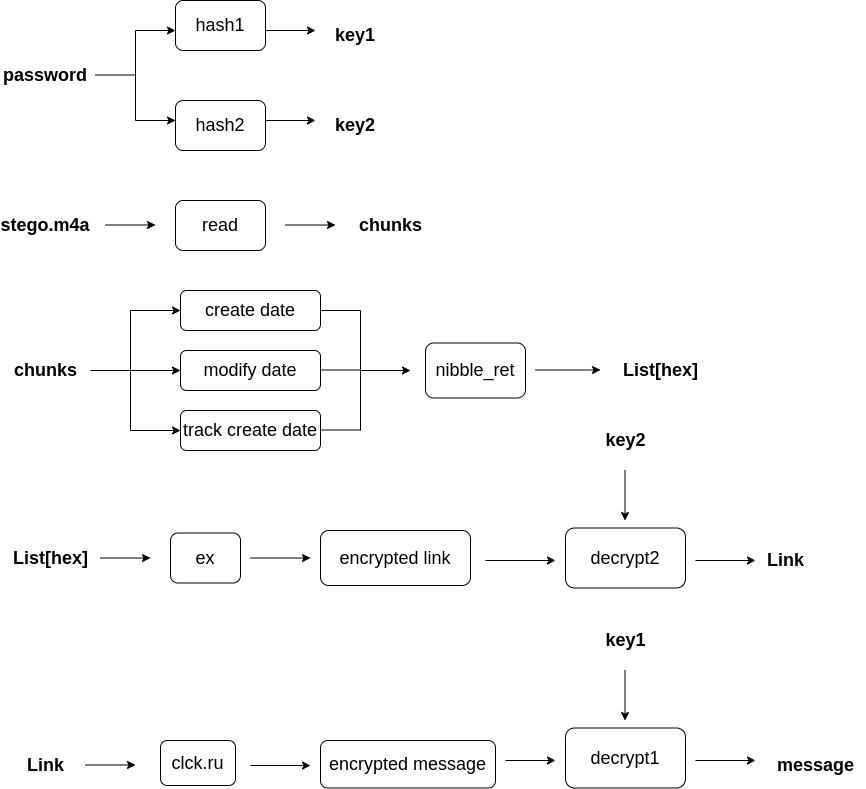 hash1
key1
password
hash2
key2
stego.m4a
read
chunks
create date
chunks
modify date
nibble_ret
List[hex]
track create date
key2
List[hex]
ex
encrypted link
decrypt2
Link
key1
Link
clck.ru
encrypted message
decrypt1
message